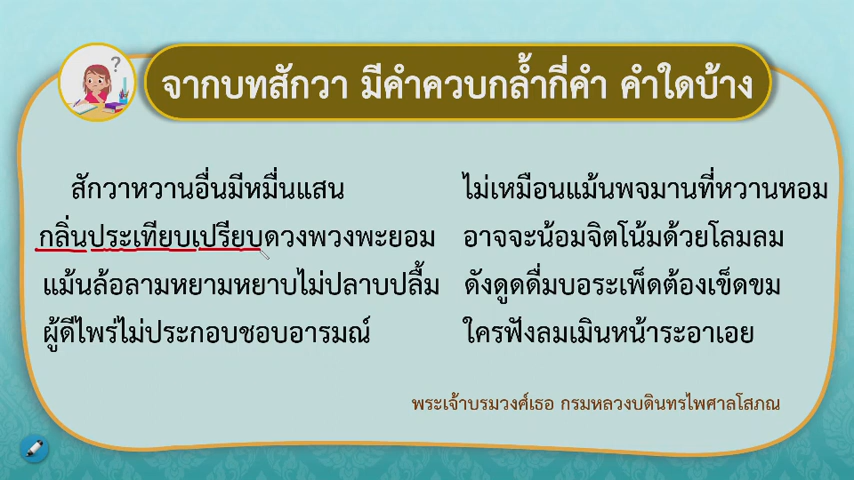 ?
จากบทสักวา มีคำควบกล้ำกี่คำ คำใดบ้าง
สักวาหวานอื่นมีหมื่นแสน ไม่เหมือนแม้นพจมานที่หวานหอม
กลิ่นประเทียบเปรียบดวงพวงพะยอม อาจจะน้อมจิตโน้มด้วยโลมลม
แม้นล้อลามหยามหยาบไม่ปลาบปลื้ม ดังดูดดื่มบอระเพ็ดต้องเข็ดขม
ผู้ดีไพร่ไม่ประกอบชอบอารมณ์ ใครฟังลมเมินหน้าระอาเอย
พระเจ้าบรมวงศ์เธอ กรมหลวงบดินทรไพศาลโสภณ